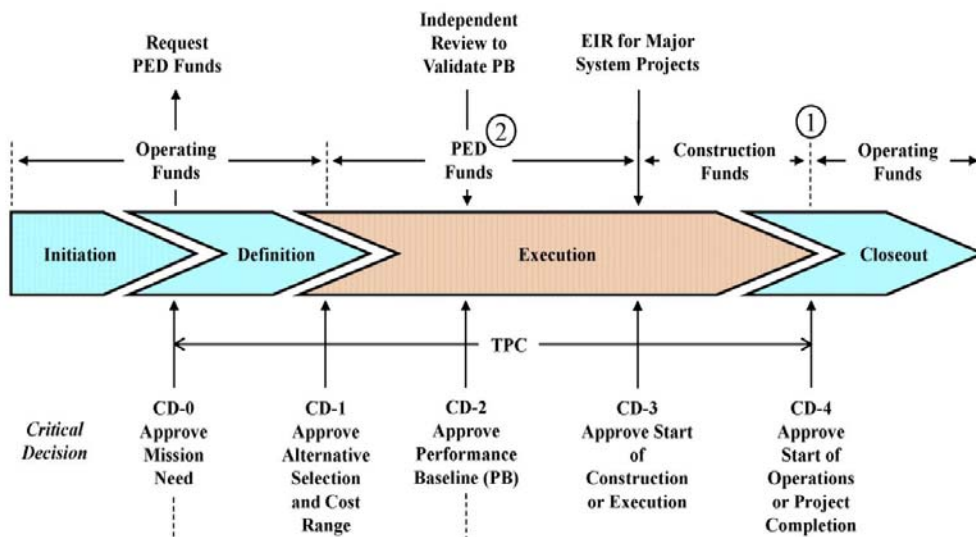 Request
PED Funds
Independent
Review to
Validate PB
EIR for Major
System Projects
Operating
Funds
PED
Funds
②
Construction
Funds
①
Operating
Funds
Initiation
Definition
Execution
Closeout
TPC
Critical
Decision
CD-0
Approve
Mission
Need
CD-1
Approve
Alternative
Selection
and Cost
Range
CD-2
Approve
Performance
Baseline (PB)
CD-3
Approve Start
of
Construction
or Execution
CD-4
Approve
Start of
Operations
or Project
Completion